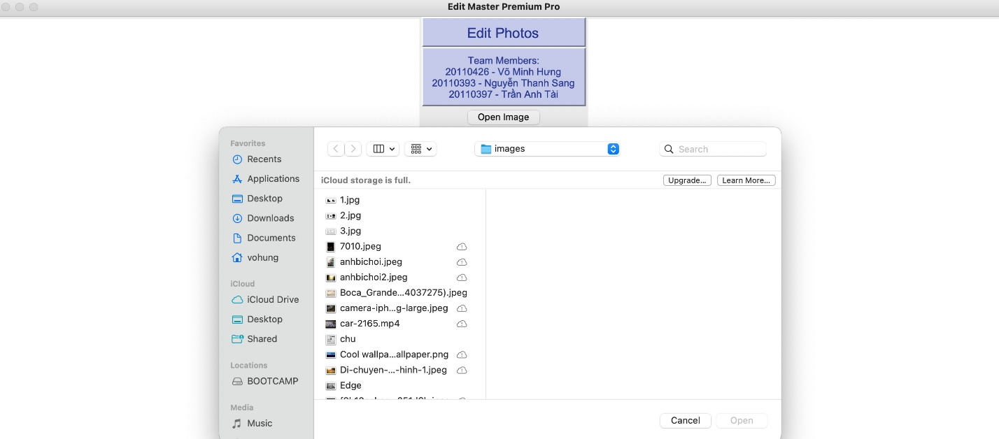 Edit Master Premium Pro
Edit Photos
Team Members:
20110426 - Võ Minh Hưng
20110393 - Nguyễn Thanh Sang
20110397 - Trần Anh Tài
Open Image
Favorites
Recents
Applications
Desktop
Downloads
Documents
vohung
iCloud
iCloud Drive
Desktop
Shared
Locations
BOOTCAMP
Media
Music
images
Search
iCloud storage is full.
Upgrade...
Learn More...
1.jpg
2.jpg
3.jpg
7010.jpeg
anhbichoi.jpeg
anhbichoi2.jpeg
Boca_Grande...4037275).jpeg
camera-iph...g-large.jpeg
car-2165.mp4
chu
Cool wallpa...allpaper.png
Di-chuyen-...-hinh-1.jpeg
Edge
Cancel
Open